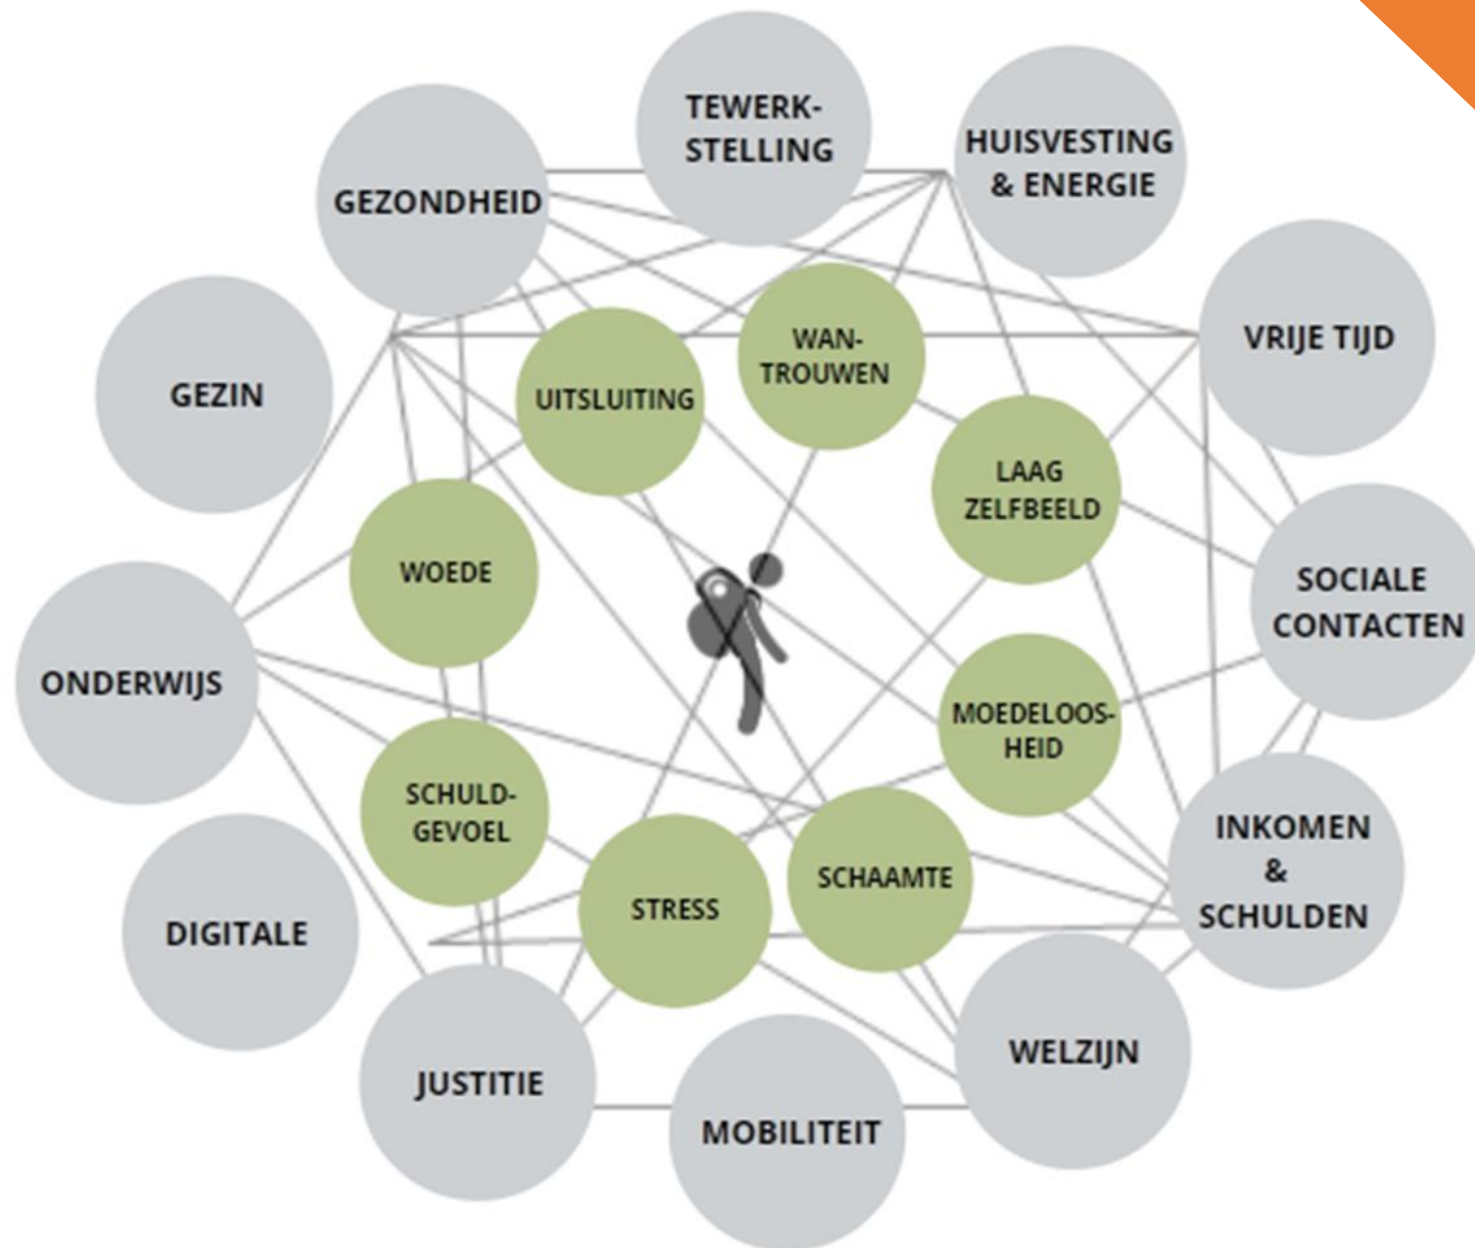 TEWERK-
STELLING
HUISVESTING
& ENERGIE
GEZONDHEID
VRIJE TIJD
GEZIN
WAN-
TROUWEN
UITSLUITING
LAAG
ZELFBEELD
SOCIALE
CONTACTEN
WOEDE
ONDERWIJS
MOEDELOOS-
HEID
SCHULD-
GEVOEL
INKOMEN
&
SCHULDEN
SCHAAMTE
STRESS
DIGITALE
WELZIJN
JUSTITIE
MOBILITEIT